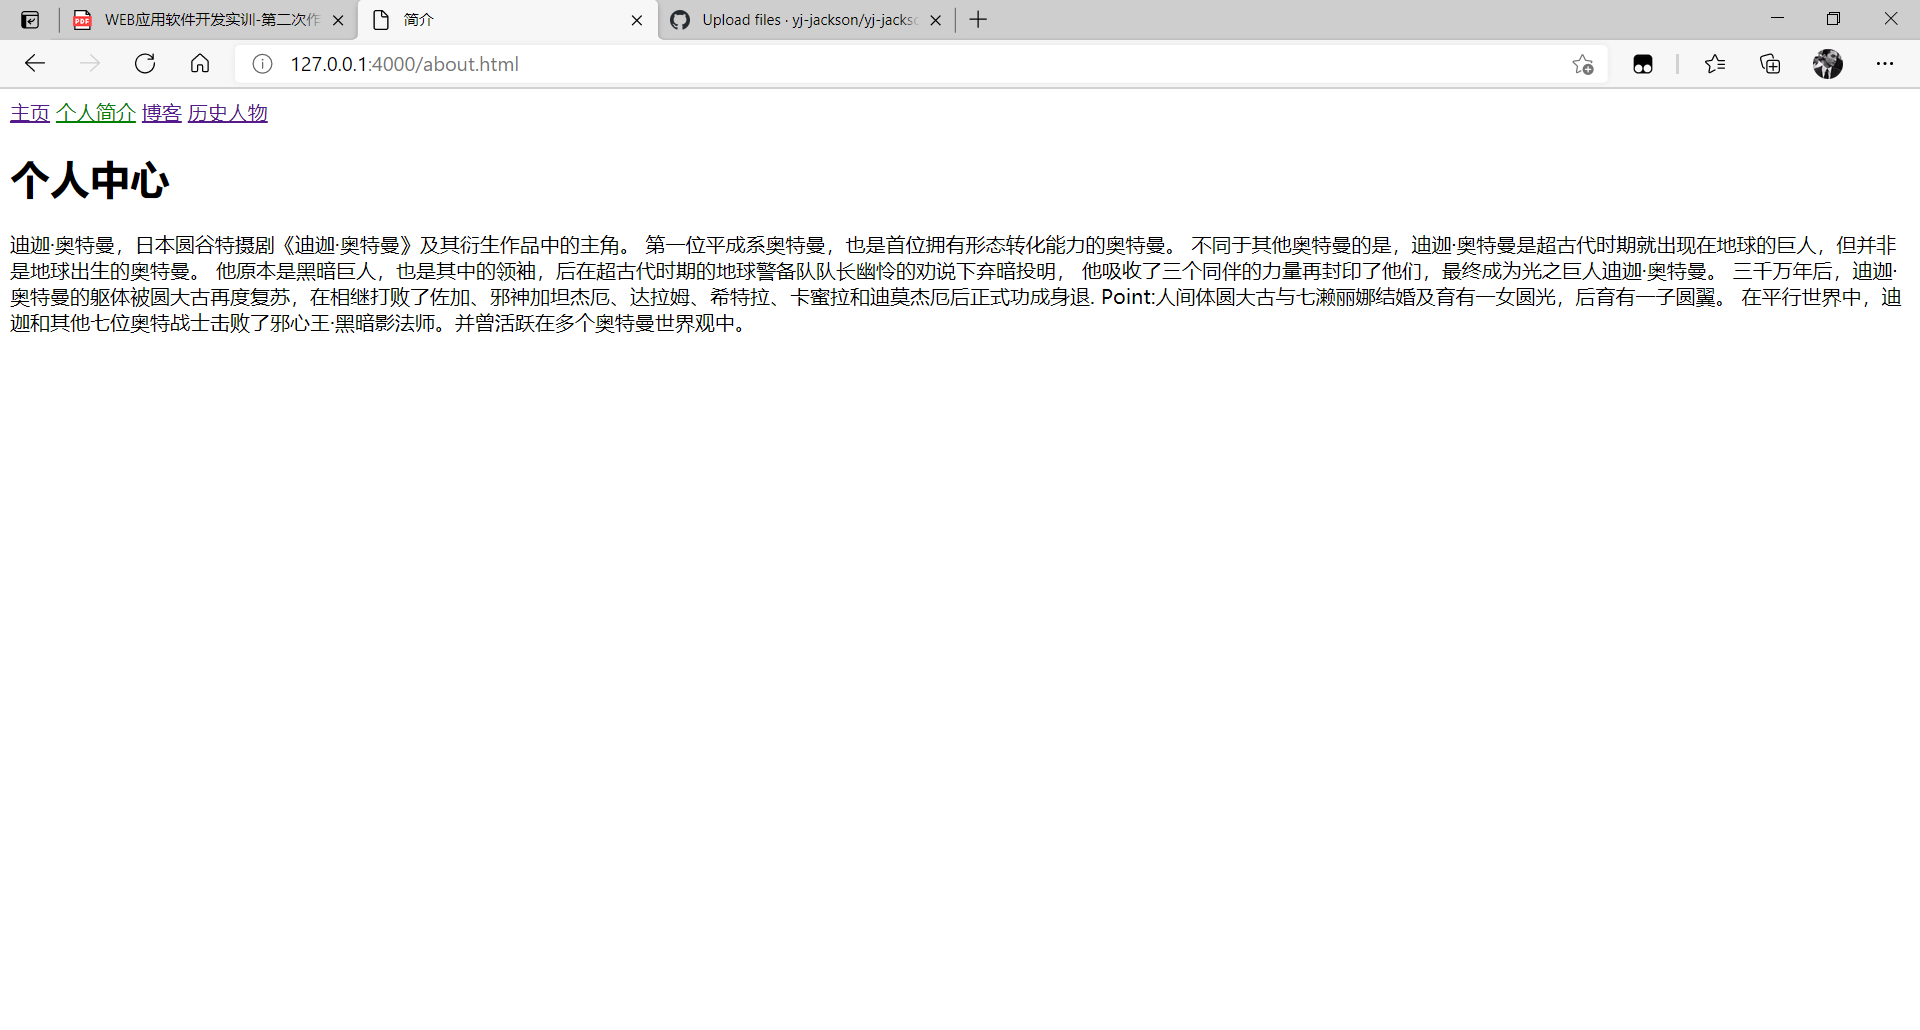 WEB应用软件开发实训-第二次作
简介
Upload files · yj-jackson/yj-jacks
127.0.0.1:4000/about.html
主页 个人简介 博客 历史人物
个人中心
迪迦·奥特曼，日本圆谷特摄剧《迪迦·奥特曼》及其衍生作品中的主角。 第一位平成系奥特曼，也是首位拥有形态转化能力的奥特曼。 不同于其他奥特曼的是，迪迦·奥特曼是超古代时期就出现在地球的巨人，但并非
是地球出生的奥特曼。 他原本是黑暗巨人，也是其中的领袖，后在超古代时期的地球警备队队长幽怜的劝说下弃暗投明， 他吸收了三个同伴的力量再封印了他们，最终成为光之巨人迪迦·奥特曼。 三千万年后，迪迦·
奥特曼的躯体被圆大古再度复苏，在相继打败了佐加、邪神加坦杰厄、达拉姆、希特拉、卡蜜拉和迪莫杰厄后正式功成身退. Point:人间体圆大古与七濑丽娜结婚及育有一女圆光，后育有一子圆翼。 在平行世界中，迪
迦和其他七位奥特战士击败了邪心王·黑暗影法师。并曾活跃在多个奥特曼世界观中。